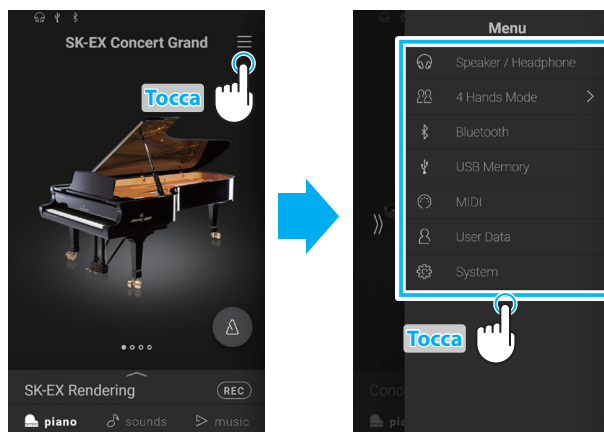 SK-EX Concert Grand
Tocca
SK-EX Rendering
REC
piano
sounds
music
Menu
Speaker / Headphone
4 Hands Mode
Bluetooth
USB Memory
MIDI
User Data
System
Tocca
Conc
pia